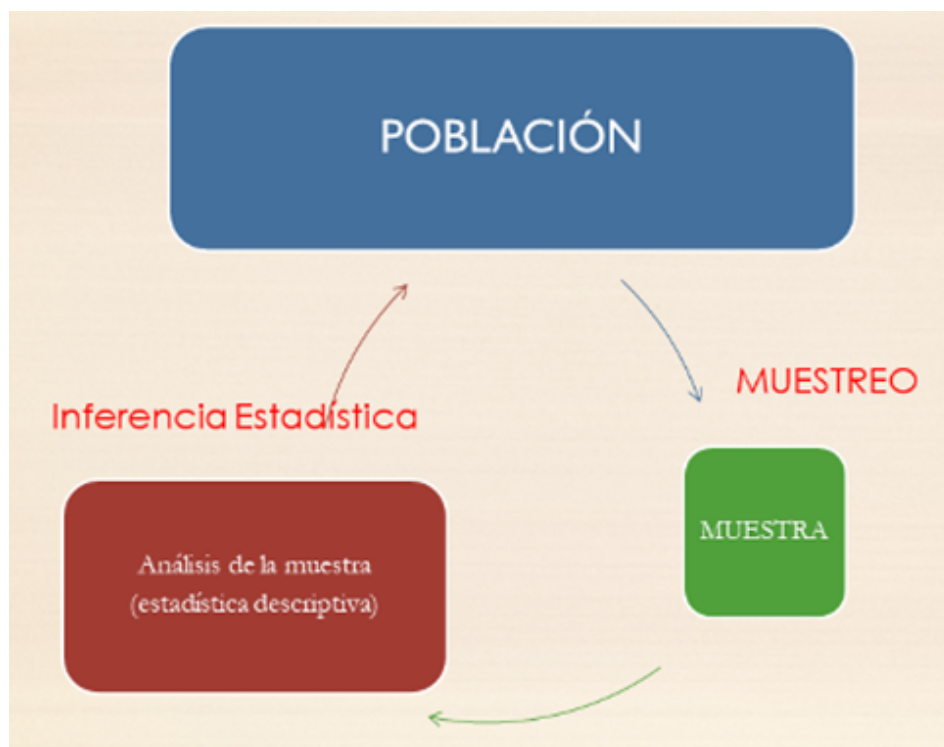 POBLACIÓN
MUESTREO
Inferencia Estadística
MUESTRA
Análisis de la muestra
(estadística descriptiva)